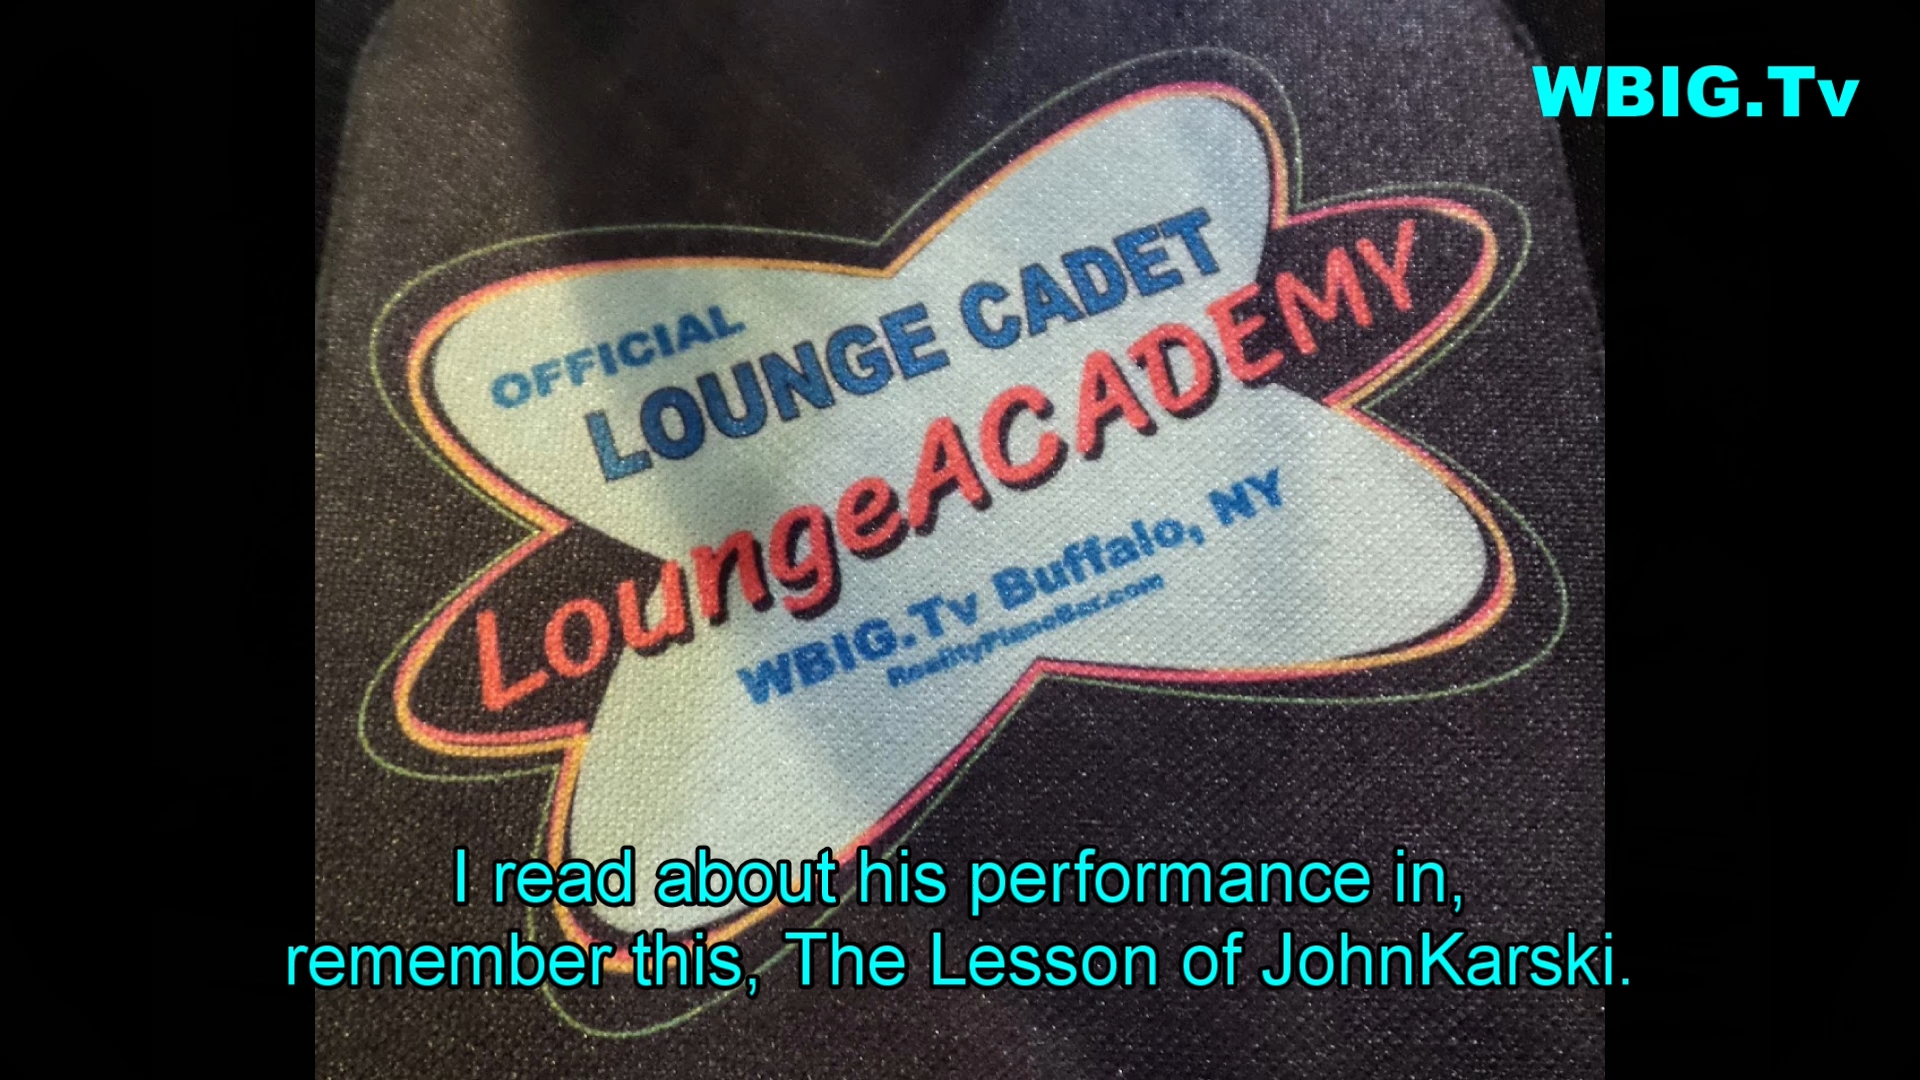 WBIG.Tv
OFFICIAL
LOUNGE CADET
LoungeACADEMY
WBIG.Tv Buffalo, NY
RealityPianoBar.com
I read about his performance in,
remember this, The Lesson of JohnKarski.